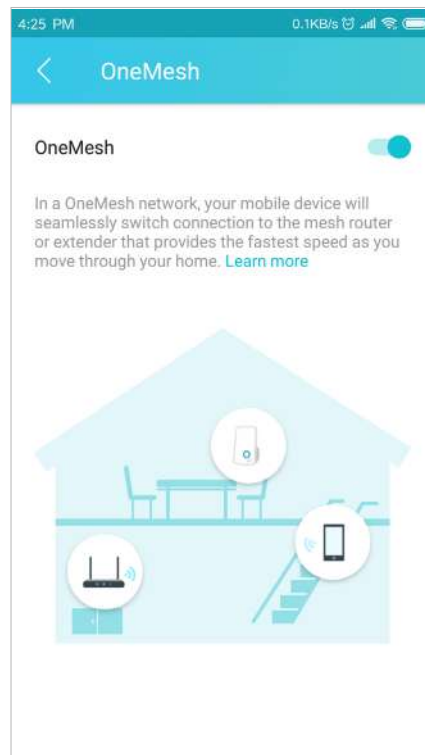 4:25 PM 0.1KB/s
OneMesh
OneMesh
In a OneMesh network, your mobile device will
seamlessly switch connection to the mesh router
or extender that provides the fastest speed as you
move through your home. Learn more